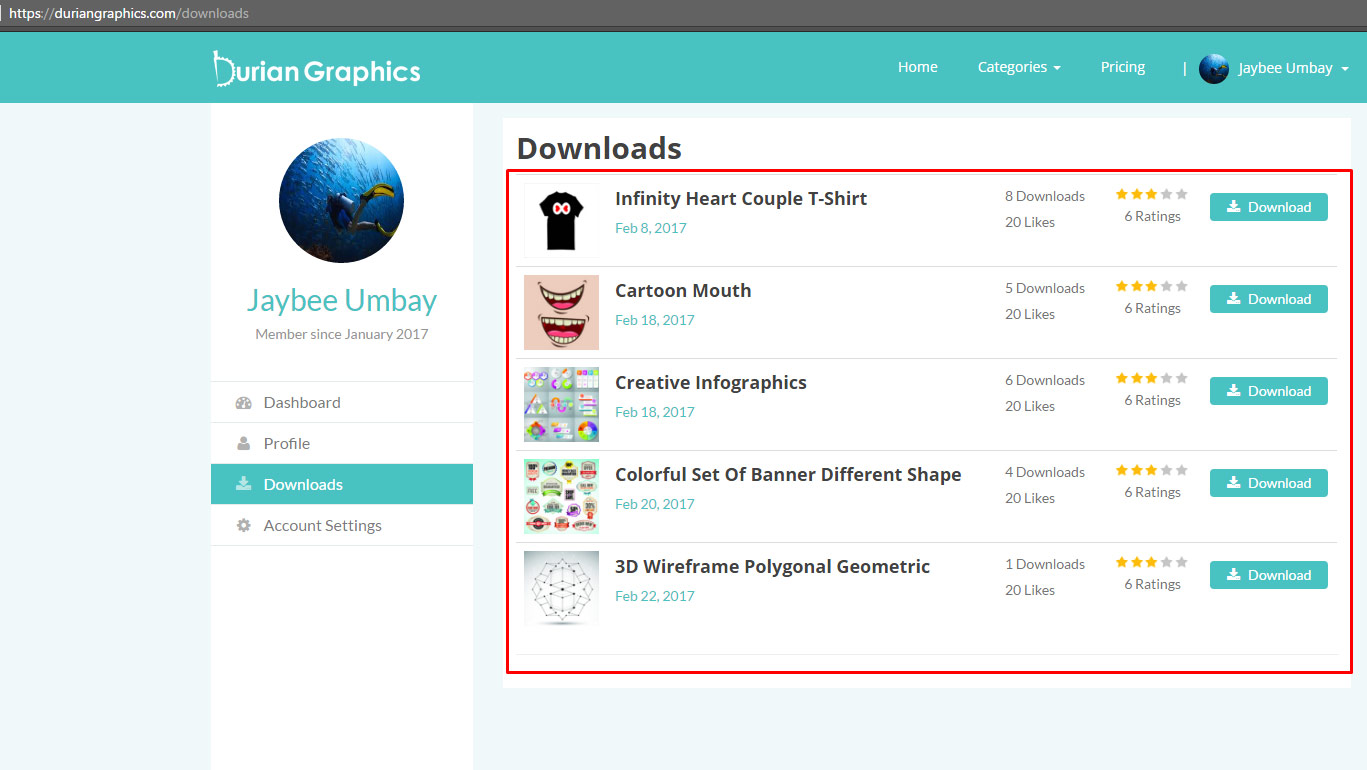 https://duriangraphics.com/downloads
Durian Graphics
Home
Categories
Pricing
|
Jaybee Umbay
Jaybee Umbay
Member since January 2017
Dashboard
Profile
Downloads
Account Settings
Downloads
Infinity Heart Couple T-Shirt
Feb 8, 2017
8 Downloads
20 Likes
6 Ratings
Download
Cartoon Mouth
Feb 18, 2017
5 Downloads
20 Likes
6 Ratings
Download
Creative Infographics
Feb 18, 2017
6 Downloads
20 Likes
6 Ratings
Download
Colorful Set Of Banner Different Shape
Feb 20, 2017
4 Downloads
20 Likes
6 Ratings
Download
3D Wireframe Polygonal Geometric
Feb 22, 2017
1 Downloads
20 Likes
6 Ratings
Download